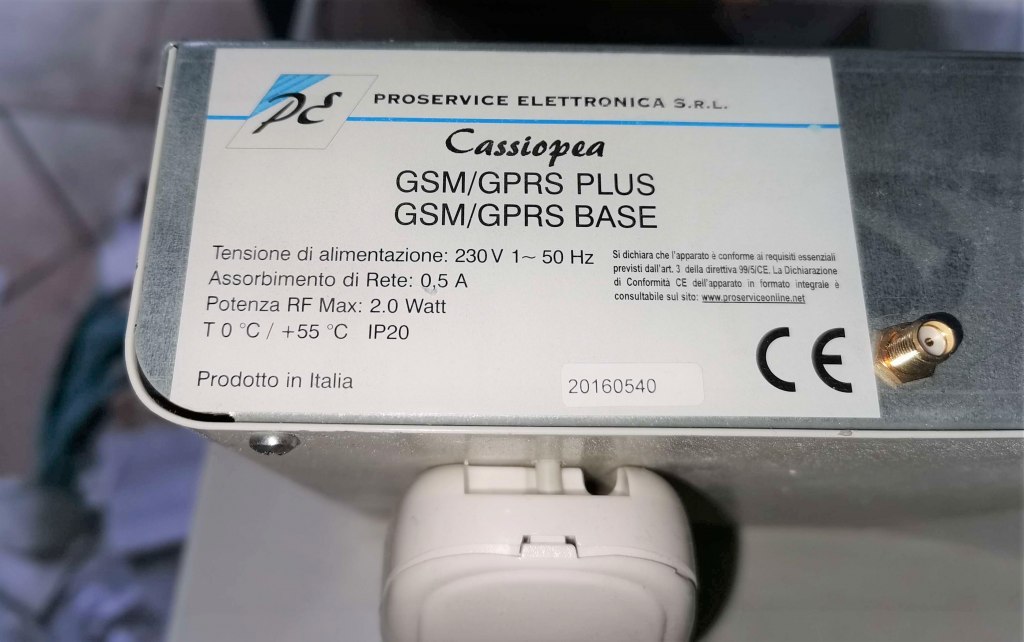 PE PROSERVICE ELETTRONICA S.R.L.
Cassiopea
GSM/GPRS PLUS
GSM/GPRS BASE
Tensione di alimentazione: 230 V 1~ 50 Hz
Assorbimento di Rete: 0,5 A
Potenza RF Max: 2.0 Watt
T 0 °C / +55 °C IP20
Si dichiara che l'apparato è conforme ai requisiti essenziali
previsti dall'art. 3 della direttiva 99/5/CE. La Dichiarazione
di Conformità CE dell'apparato in formato integrale è
consultabile sul sito: www.proserviceonline.net
Prodotto in Italia
20160540
CE